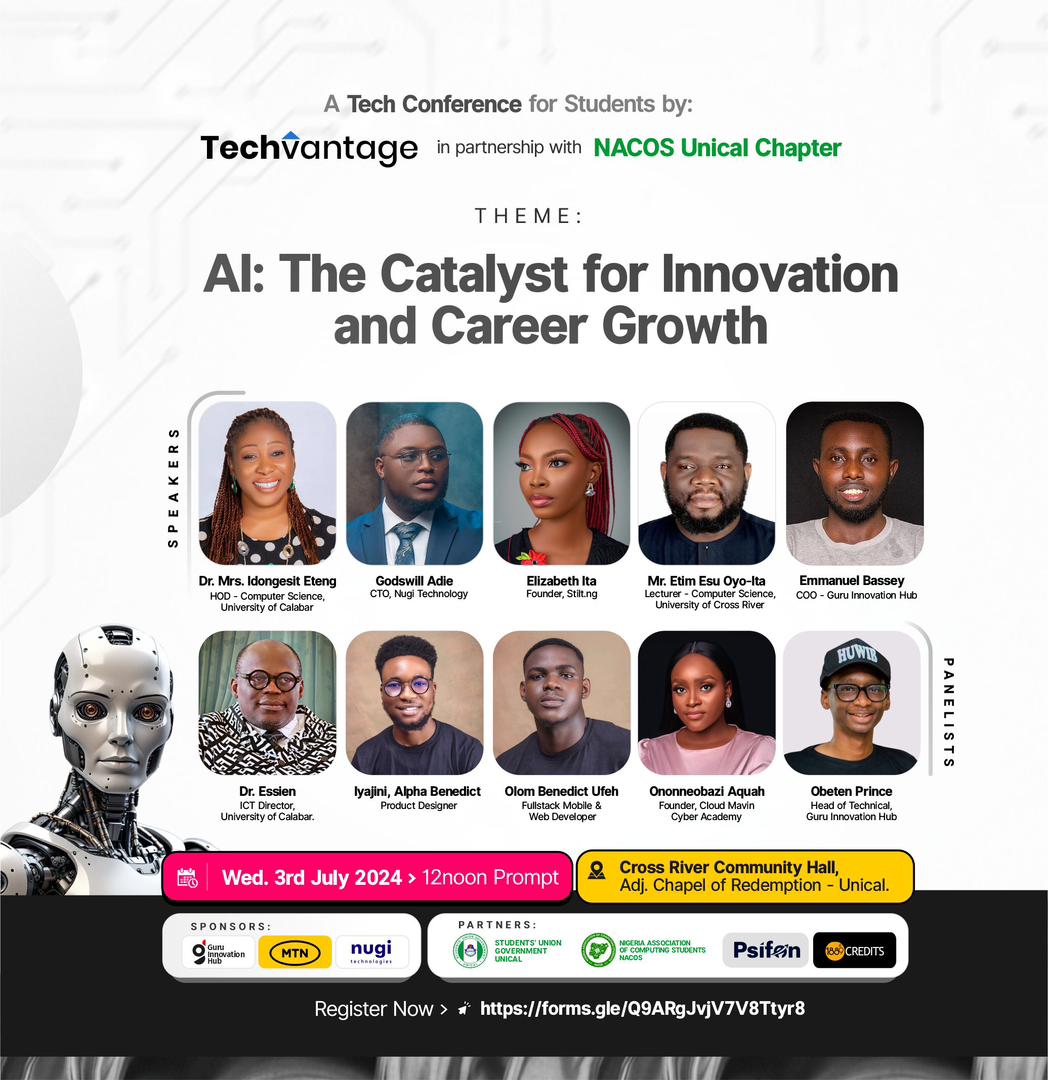 A Tech Conference for Students by:
Techvantage in partnership with NACOS Unical Chapter
THEME:
AI: The Catalyst for Innovation
and Career Growth
SPEAKERS
Dr. Mrs. Idongesit Eteng
HOD - Computer Science,
University of Calabar
Godswill Adie
CTO, Nugi Technology
Elizabeth Ita
Founder, Stilt.ng
Mr. Etim Esu Oyo-Ita
Lecturer - Computer Science,
University of Cross River
Emmanuel Bassey
COO - Guru Innovation Hub
HUWIB
PANELISTS
Dr. Essien
ICT Director,
University of Calabar.
Iyajini, Alpha Benedict
Product Designer
Olom Benedict Ufeh
Fullstack Mobile &
Web Developer
Ononneobazi Aquah
Founder, Cloud Mavin
Cyber Academy
Obeten Prince
Head of Technical,
Guru Innovation Hub
Wed. 3rd July 2024 > 12noon Prompt
Cross River Community Hall,
Adj. Chapel of Redemption - Unical.
SPONSORS:
Guru
Innovation
Hub
MTN
nugi
technologies
PARTNERS:
STUDENTS' UNION
GOVERNMENT
UNICAL
NIGERIA ASSOCIATION
OF COMPUTING STUDENTS
NACOS
Psifon
188 CREDITS
Register Now > https://forms.gle/Q9ARgJvjV7V8Ttyr8